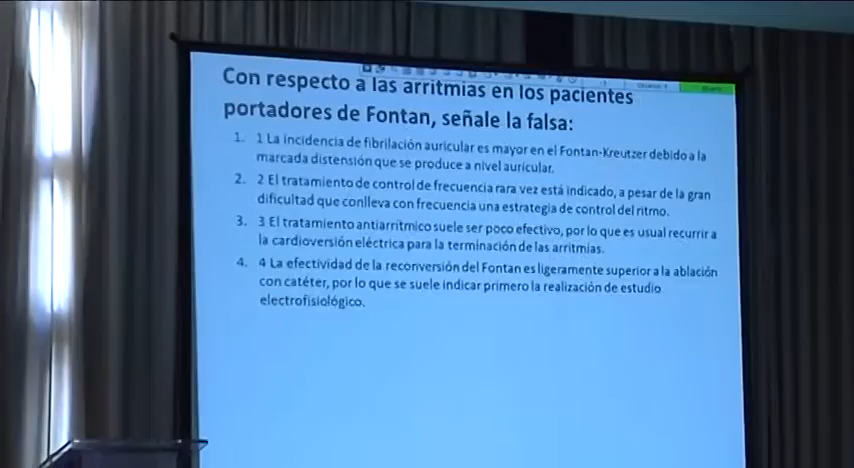 Con respecto a las arritmias en los pacientes
portadores de Fontan, señale la falsa:
1. 1 La incidencia de fibrilación auricular es mayor en el Fontan-Kreutzer debido a la
marcada distensión que se produce a nivel auricular.
2. 2 El tratamiento de control de frecuencia rara vez está indicado, a pesar de la gran
dificultad que conlleva con frecuencia una estrategia de control del ritmo.
3. 3 El tratamiento antiarrítmico suele ser poco efectivo, por lo que es usual recurrir a
la cardioversión eléctrica para la terminación de las arritmias.
4. 4 La efectividad de la reconversión del Fontan es ligeramente superior a la ablación
con catéter, por lo que se suele indicar primero la realización de estudio
electrofisiológico.